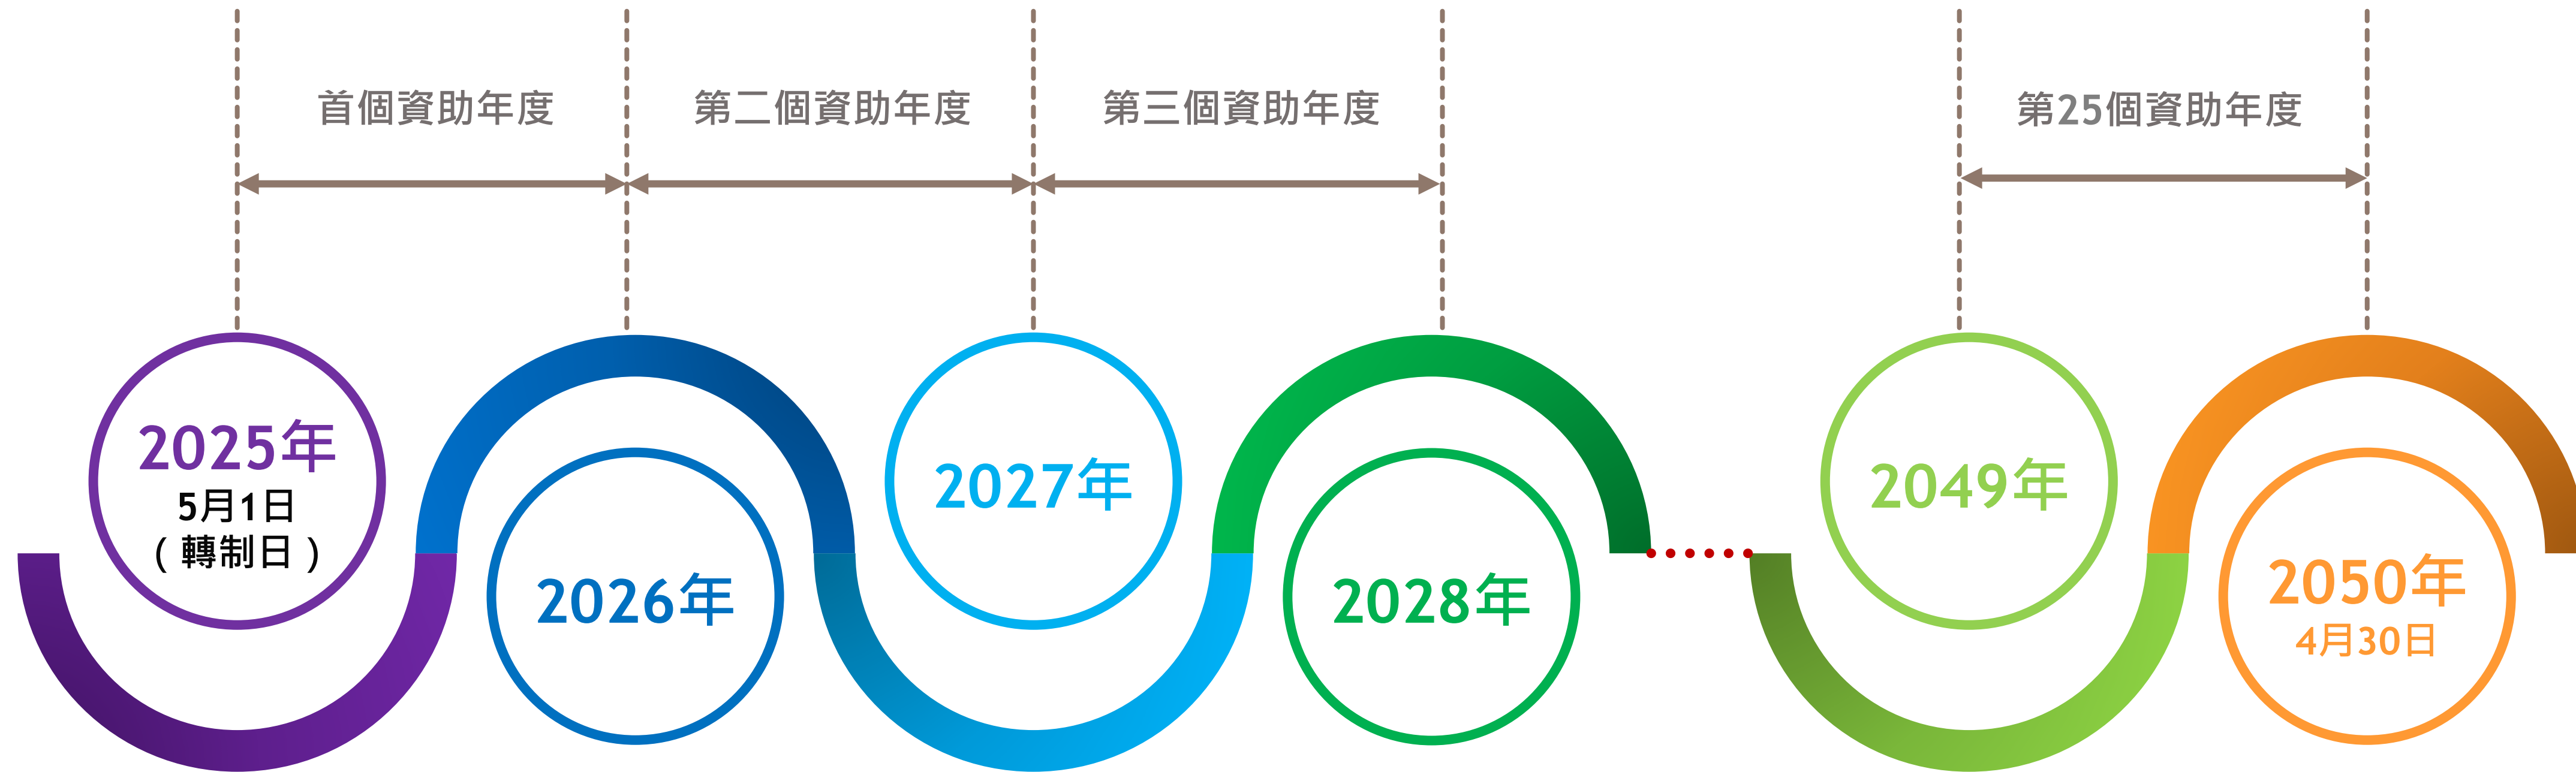 首個資助年度
第二個資助年度
第三個資助年度
第25個資助年度
2025年
5月1日
（轉制日）
2026年
2027年
2028年
2049年
2050年
4月30日